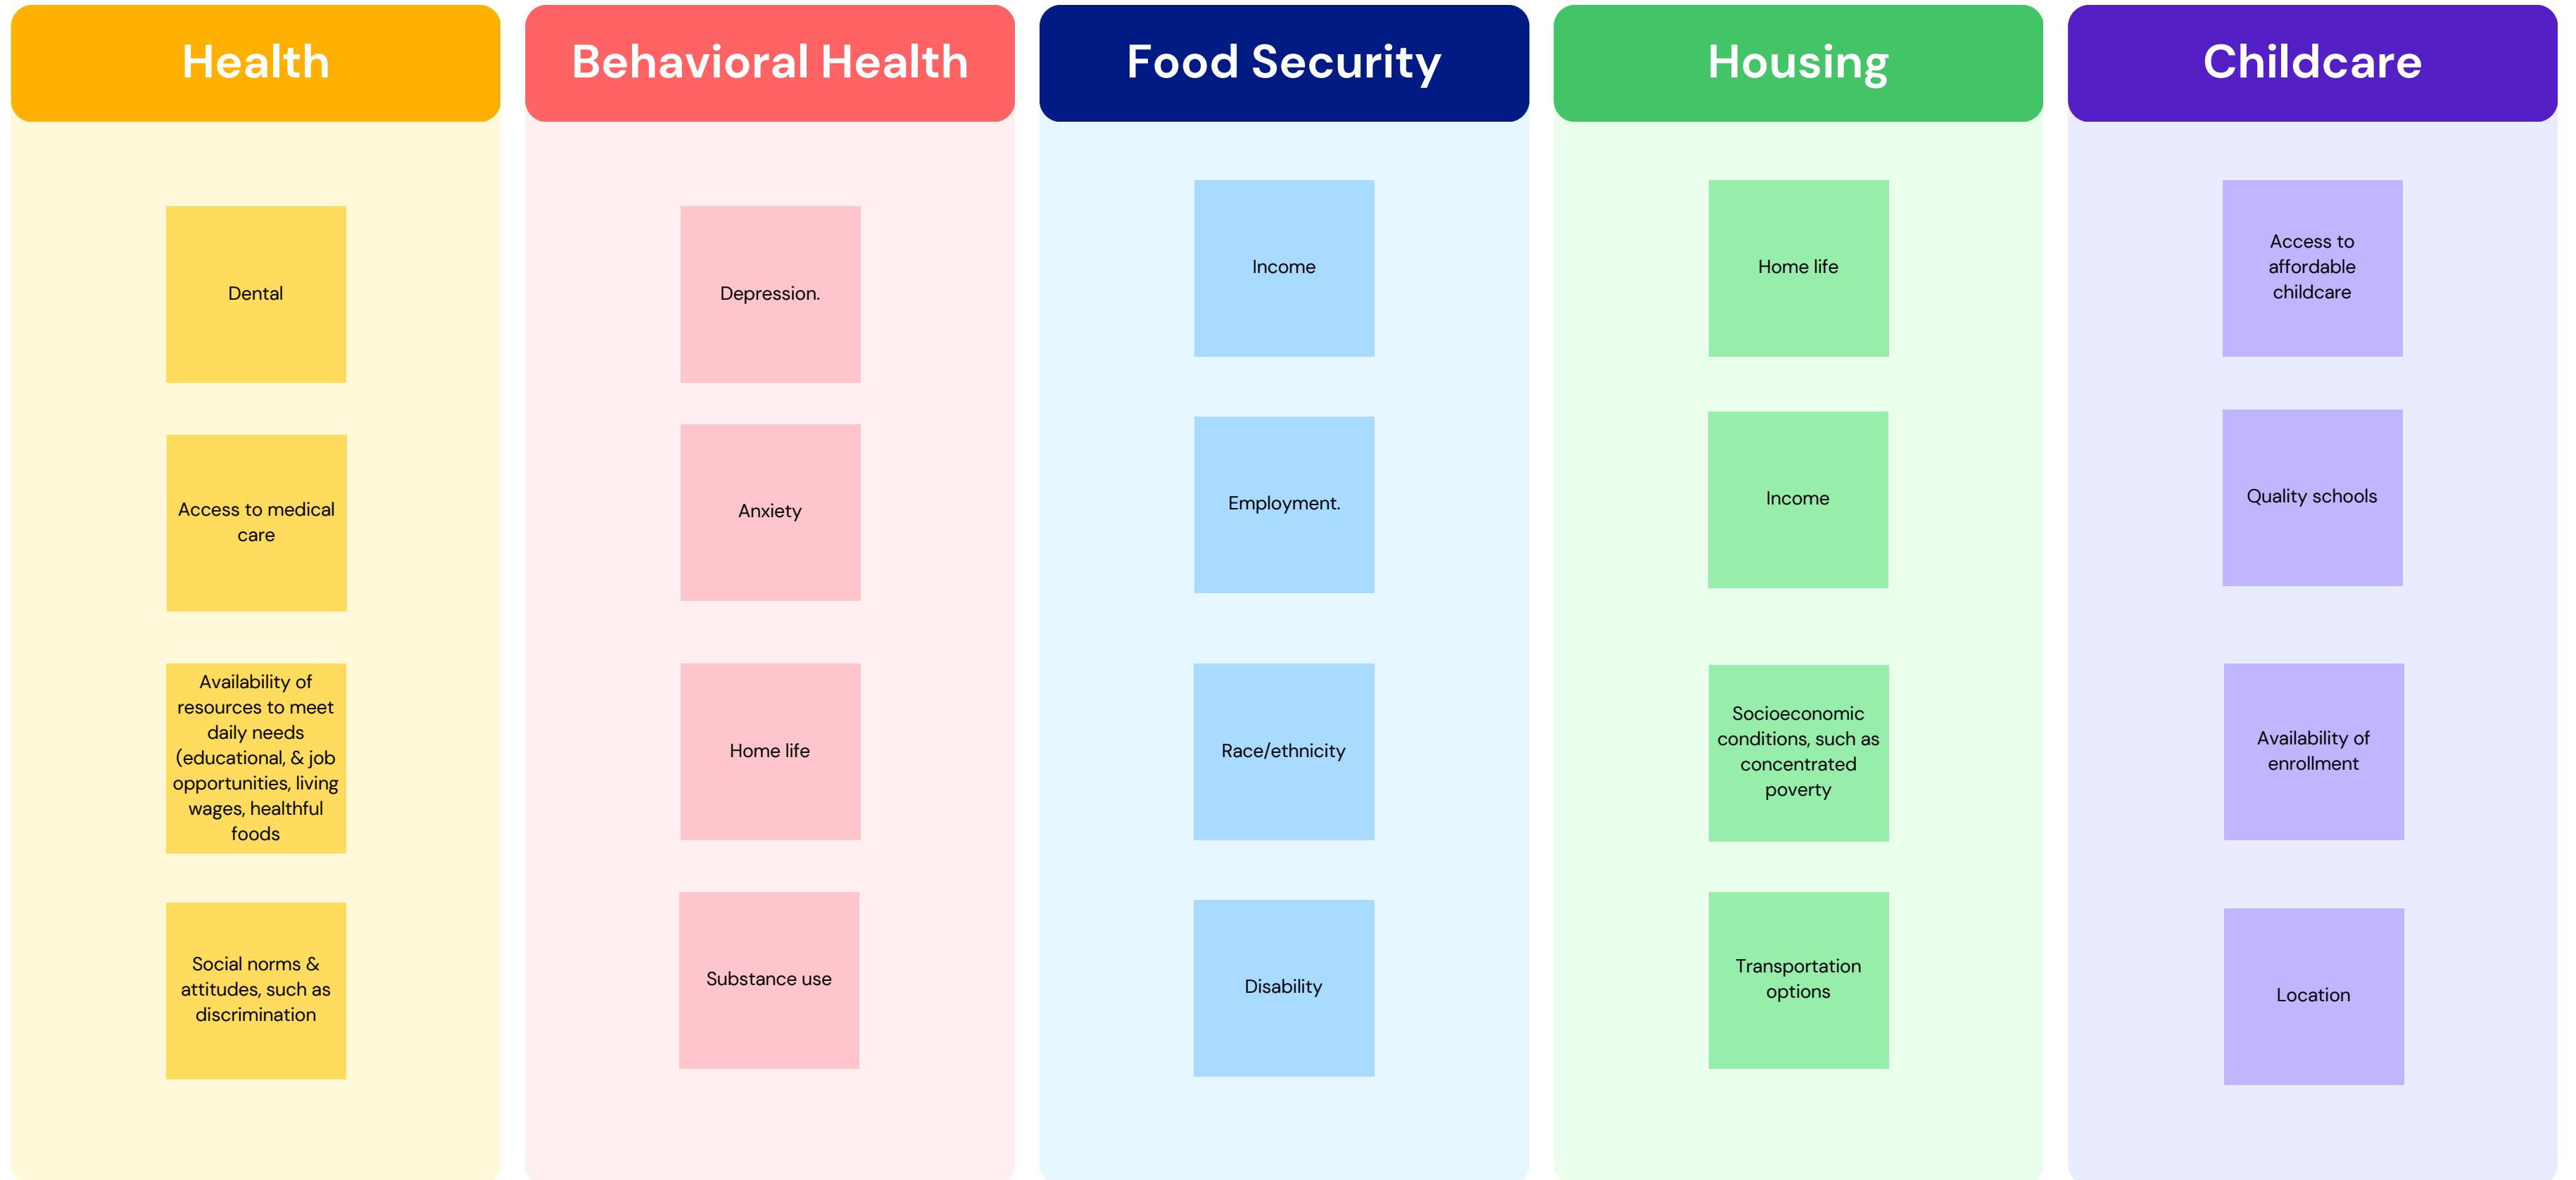 Health
Dental
Access to medical
care
Availability of
resources to meet
daily needs
(educational, & job
opportunities, living
wages, healthful
foods
Social norms &
attitudes, such as
discrimination
Behavioral Health
Depression.
Anxiety
Home life
Substance use
Food Security
Income
Employment.
Race/ethnicity
Disability
Housing
Home life
Income
Socioeconomic
conditions, such as
concentrated
poverty
Transportation
options
Childcare
Access to
affordable
childcare
Quality schools
Availability of
enrollment
Location